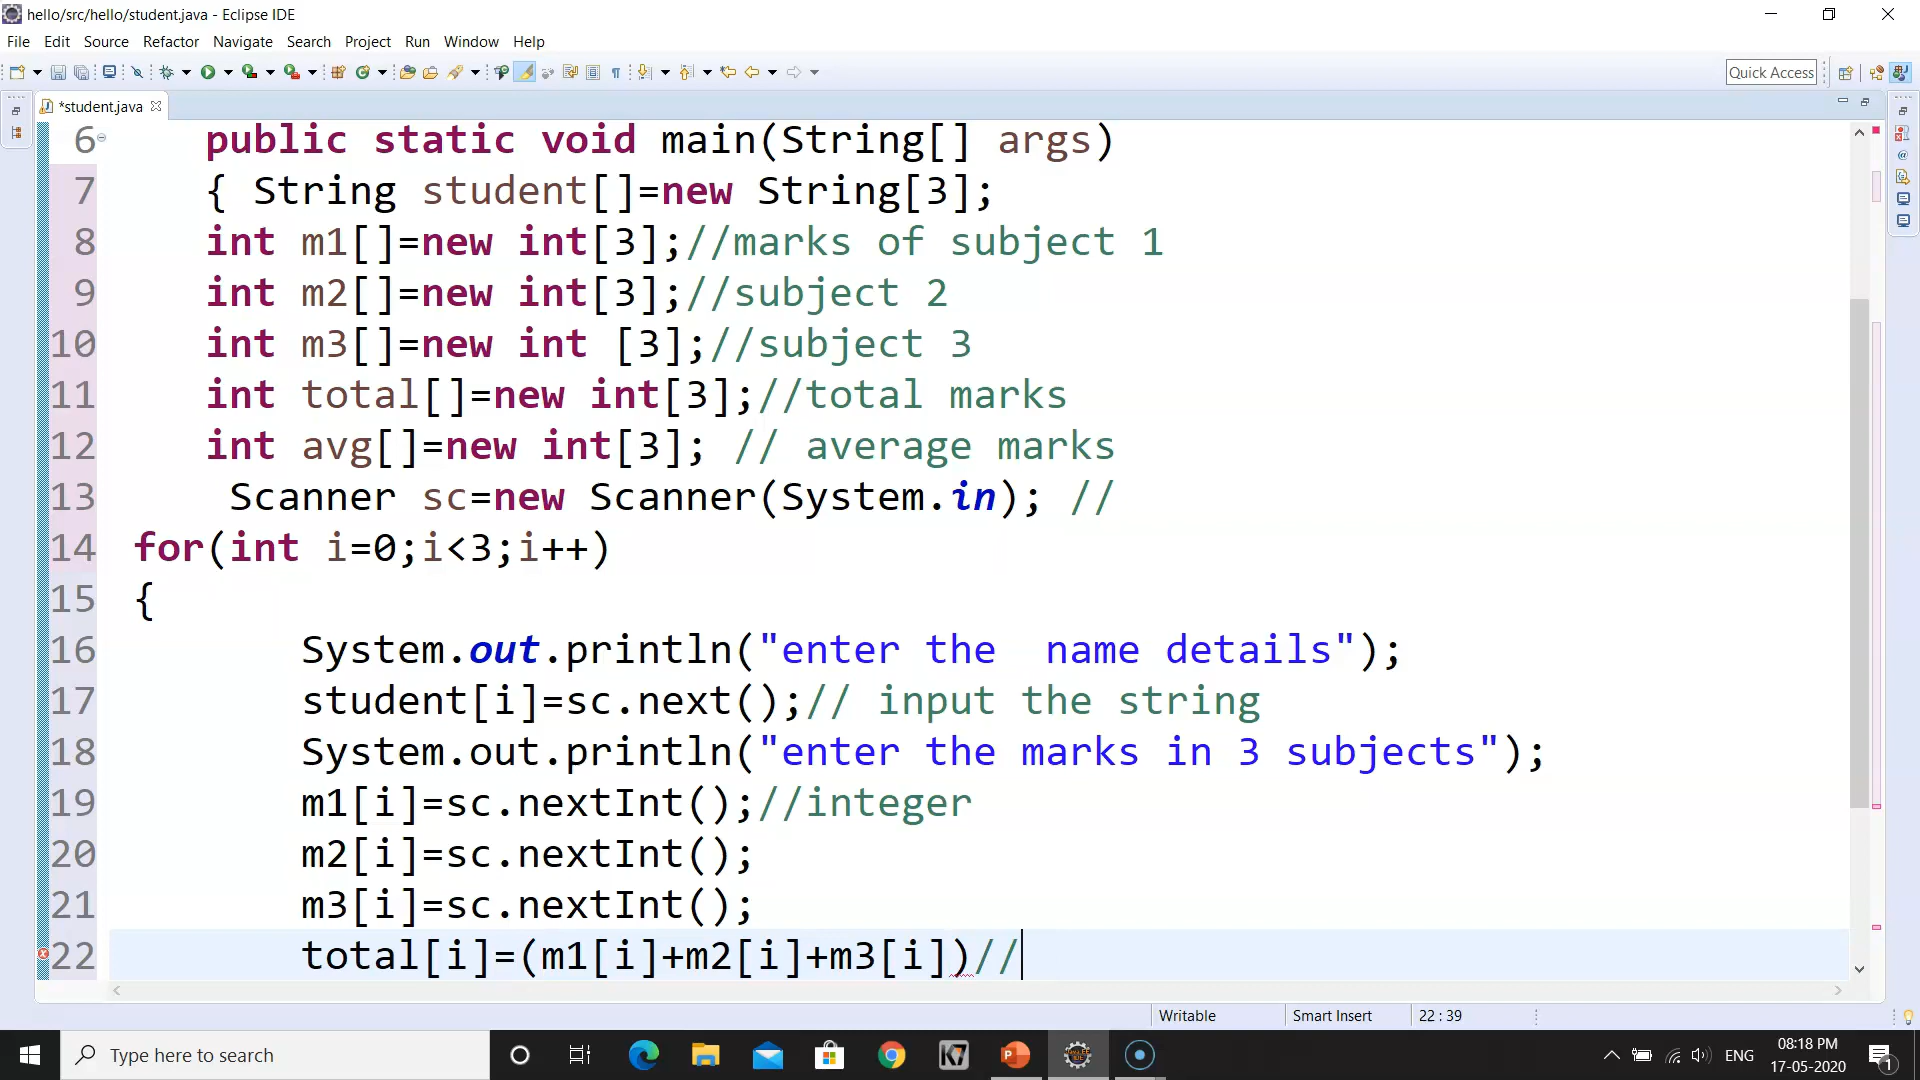 hello/src/hello/student.java - Eclipse IDE
File Edit Source Refactor Navigate Search Project Run Window Help
Quick Access
*student.java
6 public static void main(String[] args)
7 { String student[]=new String[3];
8 int m1[]=new int[3];//marks of subject 1
9 int m2[]=new int[3];//subject 2
10 int m3[]=new int [3];//subject 3
11 int total[]=new int[3];//total marks
12 int avg[]=new int[3]; // average marks
13 Scanner sc=new Scanner(System.in); //
14 for(int i=0;i<3;i++)
15 {
16 System.out.println("enter the  name details");
17 student[i]=sc.next();// input the string
18 System.out.println("enter the marks in 3 subjects");
19 m1[i]=sc.nextInt();//integer
20 m2[i]=sc.nextInt();
21 m3[i]=sc.nextInt();
22 total[i]=(m1[i]+m2[i]+m3[i])//
Writable Smart Insert 22 : 39
Type here to search
K7
ENG
08:18 PM
17-05-2020
1